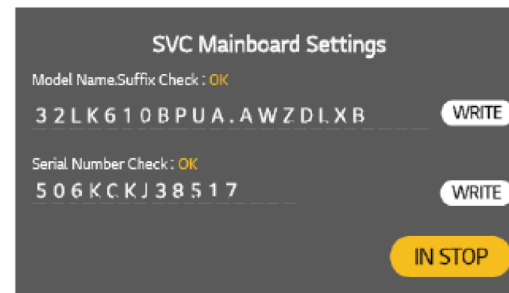 SVC Mainboard Settings
Model Name.Suffix Check : OK
32LK610BPUA.AWZDLXB
WRITE
Serial Number Check : OK
506KCKJ38517
WRITE
IN STOP